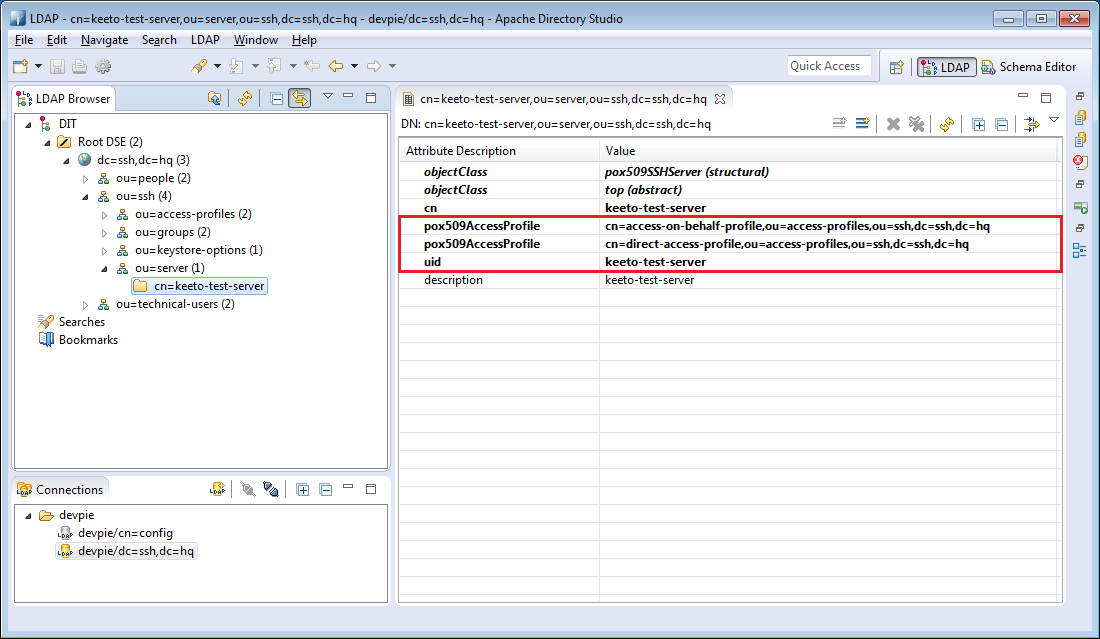 LDAP - cn=keeto-test-server,ou=server,ou=ssh,dc=ssh,dc=hq - devpie/dc=ssh,dc=hq - Apache Directory Studio
File Edit Navigate Search LDAP Window Help
Quick Access
LDAP
Schema Editor
LDAP Browser
DIT
Root DSE (2)
dc=ssh,dc=hq (3)
ou=people (2)
ou=ssh (4)
ou=access-profiles (2)
ou=groups (2)
ou=keystore-options (1)
ou=server (1)
cn=keeto-test-server
ou=technical-users (2)
Searches
Bookmarks
Connections
devpie
devpie/cn=config
devpie/dc=ssh,dc=hq
cn=keeto-test-server,ou=server,ou=ssh,dc=ssh,dc=hq
DN: cn=keeto-test-server,ou=server,ou=ssh,dc=ssh,dc=hq
Attribute Description Value
objectClass pox509SSHServer (structural)
objectClass top (abstract)
cn keeto-test-server
pox509AccessProfile cn=access-on-behalf-profile,ou=access-profiles,ou=ssh,dc=ssh,dc=hq
pox509AccessProfile cn=direct-access-profile,ou=access-profiles,ou=ssh,dc=ssh,dc=hq
uid keeto-test-server
description keeto-test-server